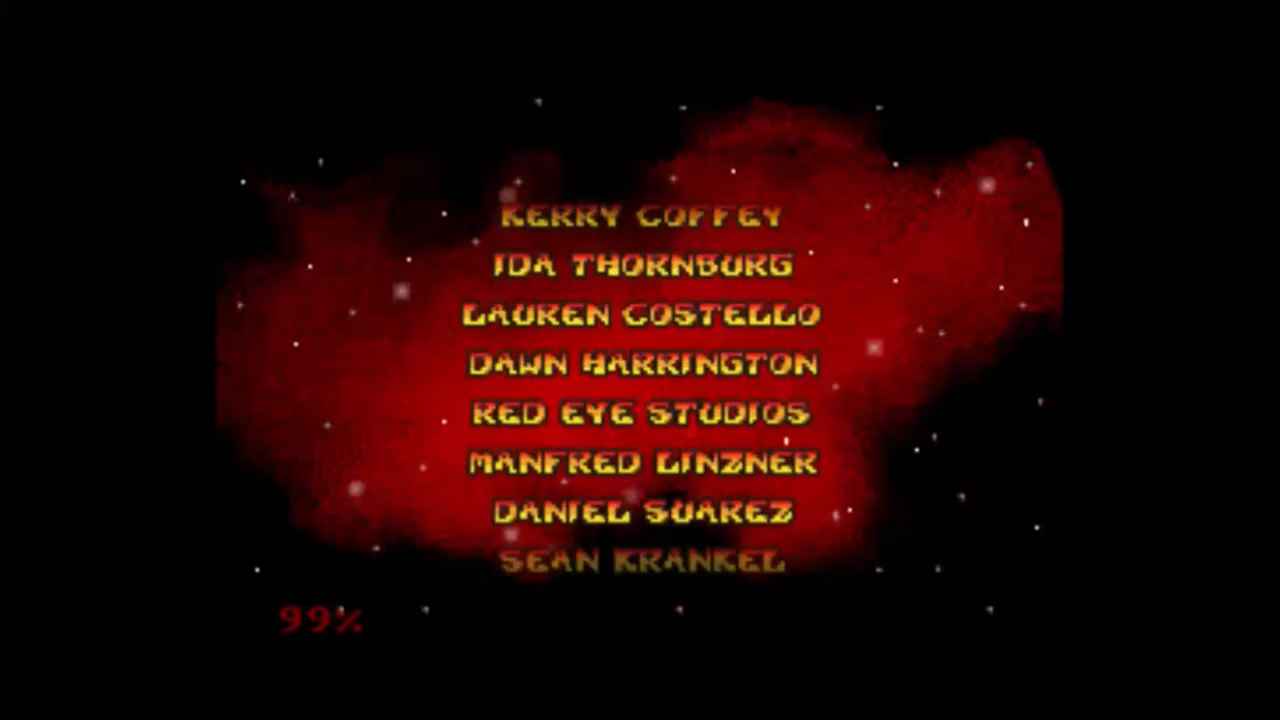 KERRY COFFEY
IDA THORNBURG
LAUREN COSTELLO
DAWN HARRINGTON
RED EYE STUDIOS
MANFRED LINZNER
DANIEL SUAREZ
SEAN KRANKEL
99%